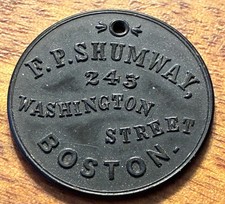 F.P.SHUMWAY,
243
WASHINGTON
STREET
BOSTON.